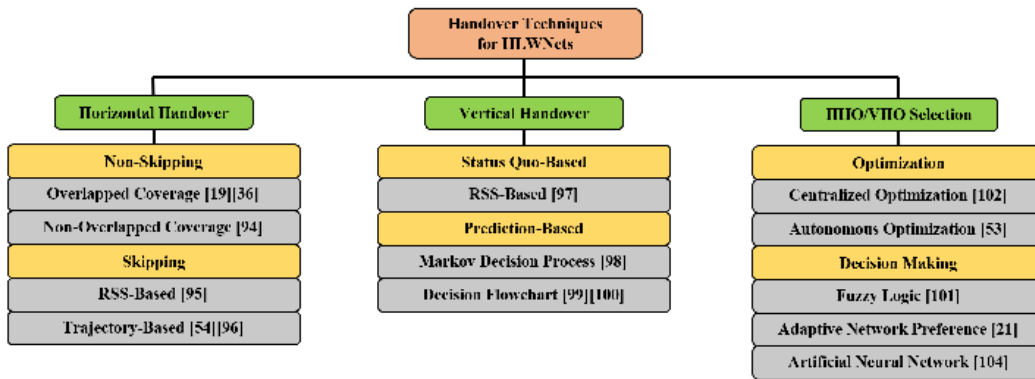 Handover Techniques
for HLWNets
Horizontal Handover
Non-Skipping
Overlapped Coverage [19][36]
Non-Overlapped Coverage [94]
Skipping
RSS-Based [95]
Trajectory-Based [54][96]
Vertical Handover
Status Quo-Based
RSS-Based [97]
Prediction-Based
Markov Decision Process [98]
Decision Flowchart [99][100]
HHO/VHO Selection
Optimization
Centralized Optimization [102]
Autonomous Optimization [53]
Decision Making
Fuzzy Logic [101]
Adaptive Network Preference [21]
Artificial Neural Network [104]